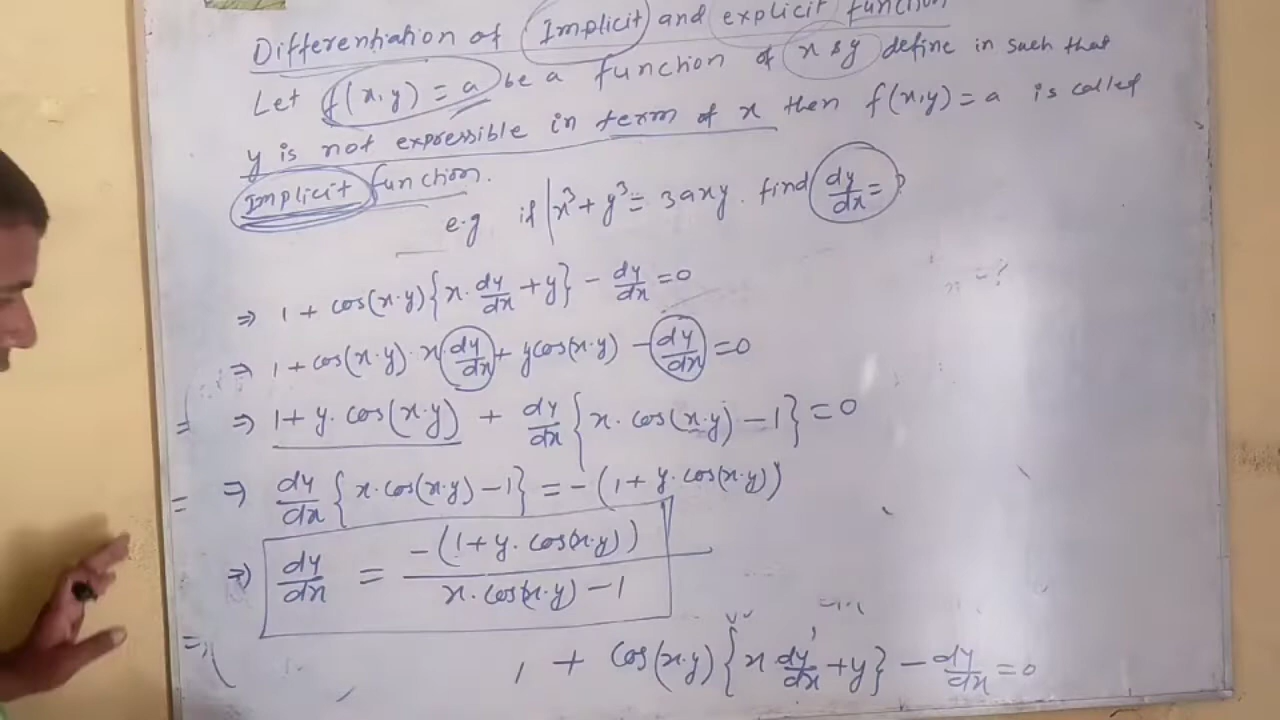 Differentiation of Implicit and explicit function
Let f(x,y) = a be a function of x & y define in such that
y is not expressible in term of x then f(x,y) = a is called
Implicit function.
e.g if x³ + y³ = 3axy. find dy/dx = ?
⇒ 1 + cos(x·y){x·dy/dx + y} - dy/dx = 0
⇒ 1 + cos(x·y)·x dy/dx + y cos(x·y) - dy/dx = 0
= ⇒ 1 + y·cos(x·y) + dy/dx {x·cos(x·y) - 1} = 0
= ⇒ dy/dx {x·cos(x·y) - 1} = -(1 + y·cos(x·y))
⇒ dy/dx = -(1 + y·cos(x·y)) / x·cos(x·y) - 1
+ cos(x·y){x dy/dx + y} - dy/dx = 0